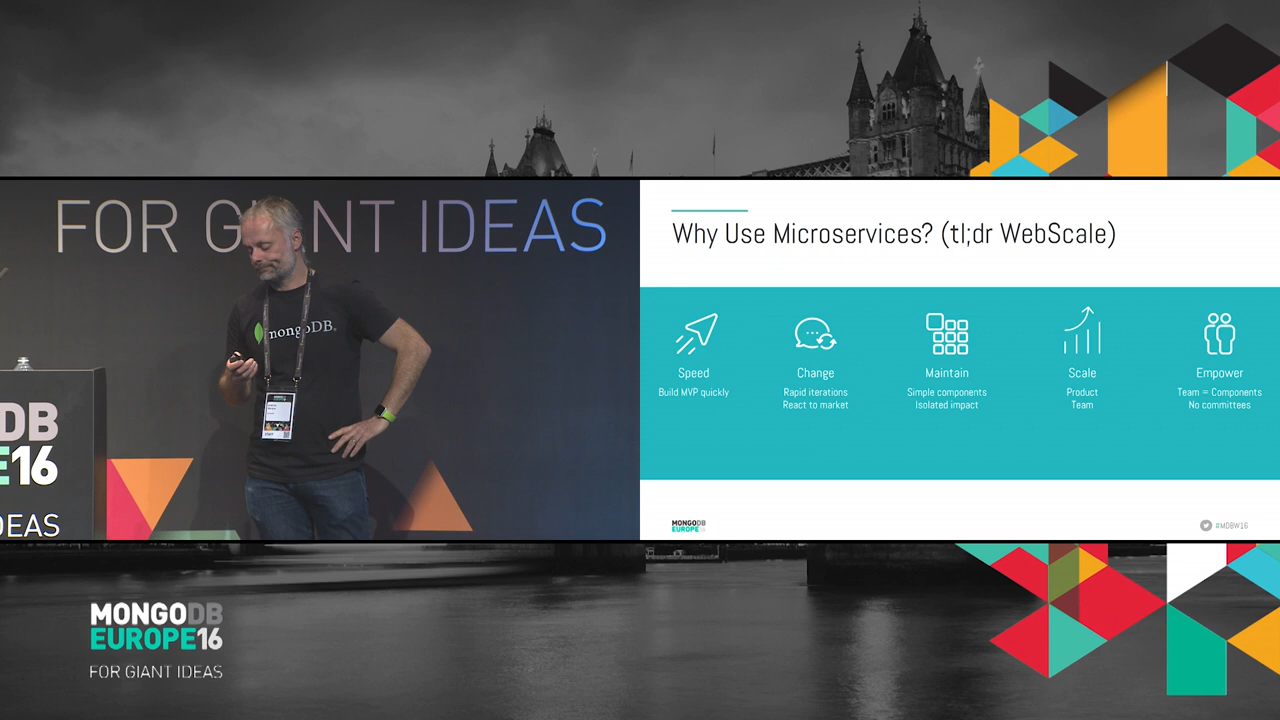 FOR GIANT IDEAS
mongoDB.
DB
E16
DEAS
Why Use Microservices? (tl;dr WebScale)
Speed
Build MVP quickly
Change
Rapid iterations
React to market
Maintain
Simple components
Isolated impact
Scale
Product
Team
Empower
Team = Components
No committees
MONGODB
EUROPE16
#MDBW16
MONGODB
EUROPE16
FOR GIANT IDEAS